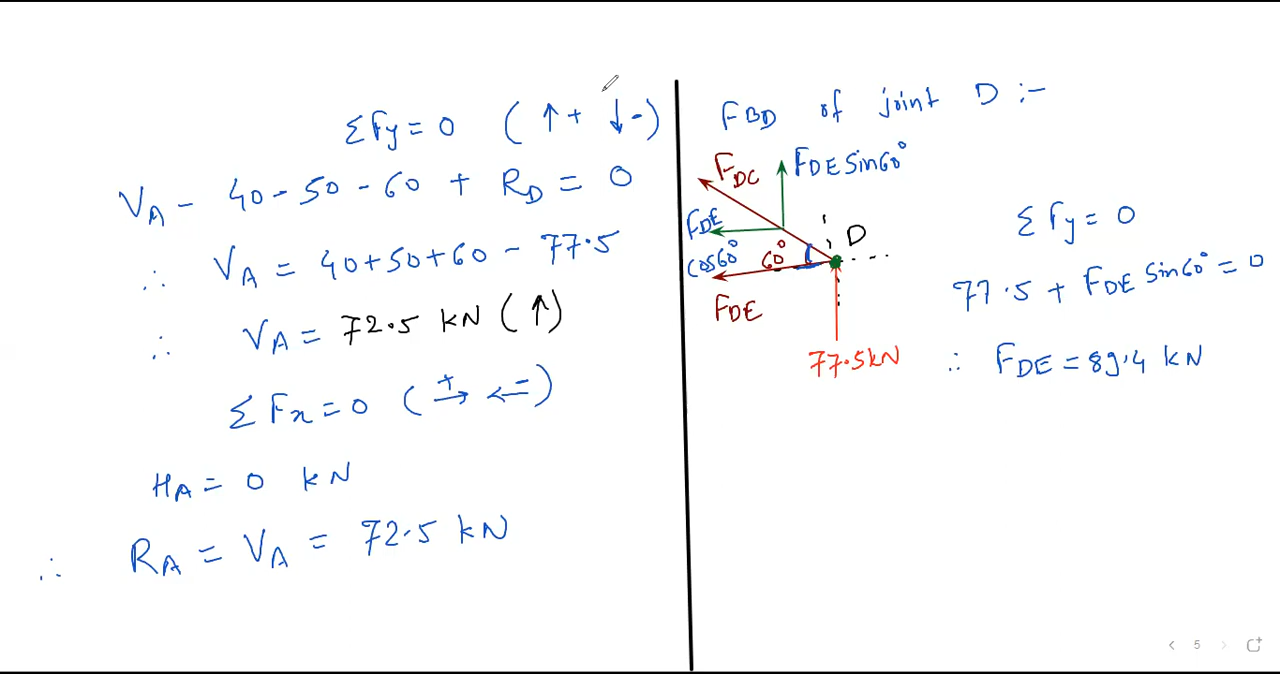 ΣFy = 0 ( ↑ + ↓ - )
VA - 40 - 50 - 60 + RD = 0
∴ VA = 40 + 50 + 60 - 77.5
∴ VA = 72.5 kN (↑)
ΣFx = 0 ( + → ← - )
HA = 0 kN
∴ RA = VA = 72.5 kN
FBD of joint D :-
FDC
FDE Sin60°
FDE
cos60°
60°
D
FDE
77.5kN
ΣFy = 0
77.5 + FDE Sin60° = 0
∴ FDE = 89.4 kN
5